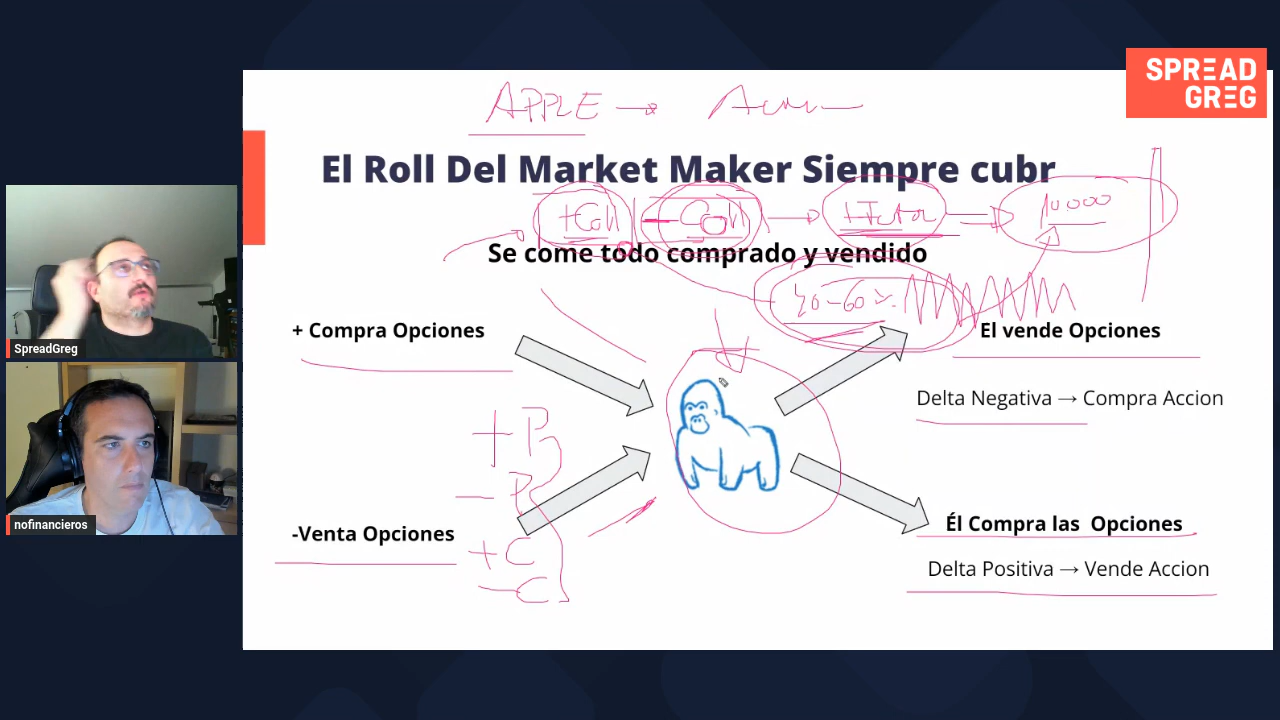 SPREAD
GREG
APPLE →
El Roll Del Market Maker Siempre cubr
+Call - Call → → 10.000
Se come todo comprado y vendido
40-60%
+ Compra Opciones
El vende Opciones
Delta Negativa → Compra Accion
+P
-P
-Venta Opciones
+C
-C
Él Compra las Opciones
Delta Positiva → Vende Accion
SpreadGreg
nofinancieros